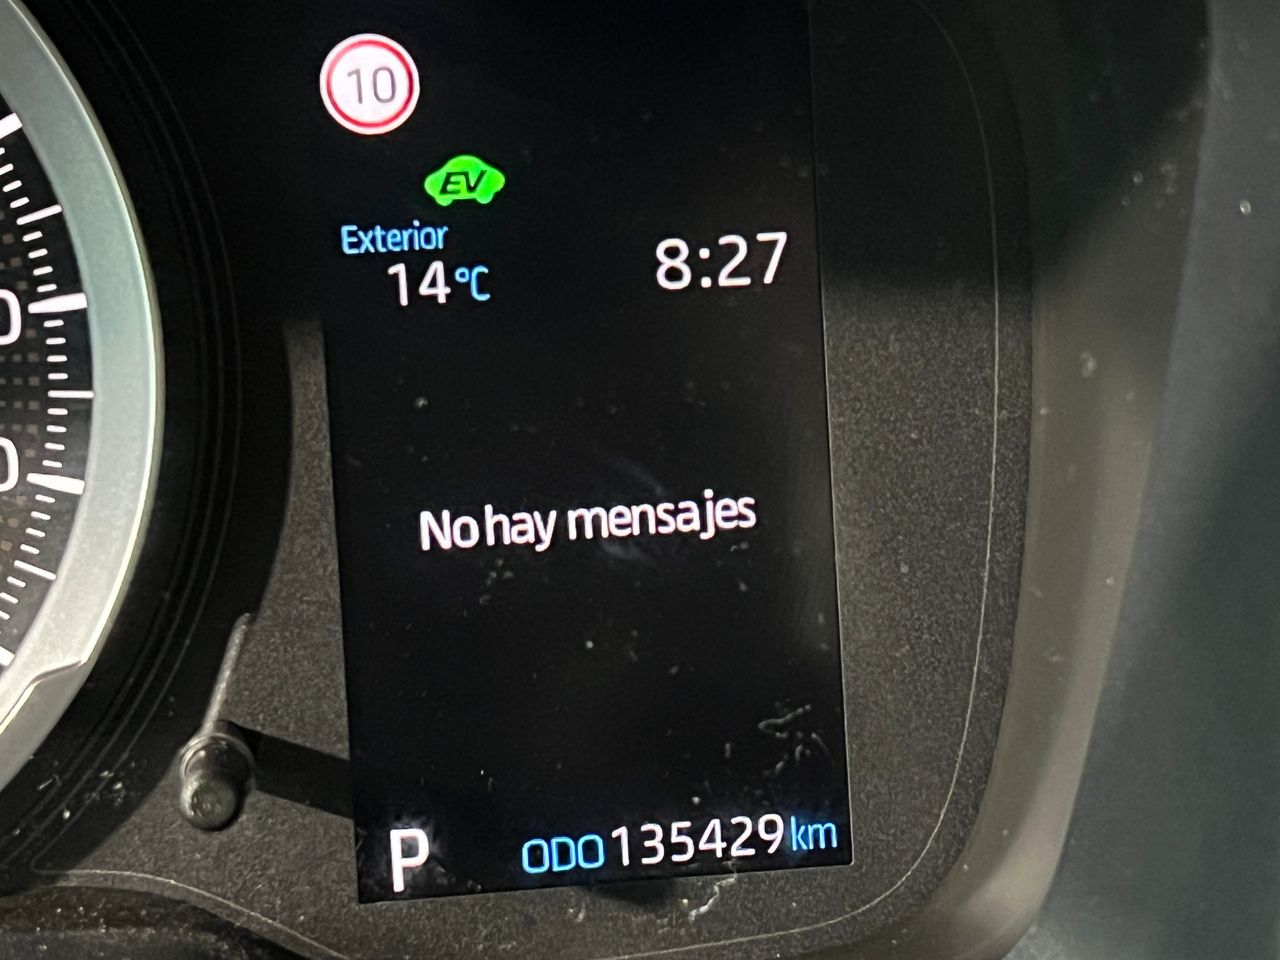 10
EV
Exterior
14°C
8:27
No hay mensajes
P
ODO 135429 km